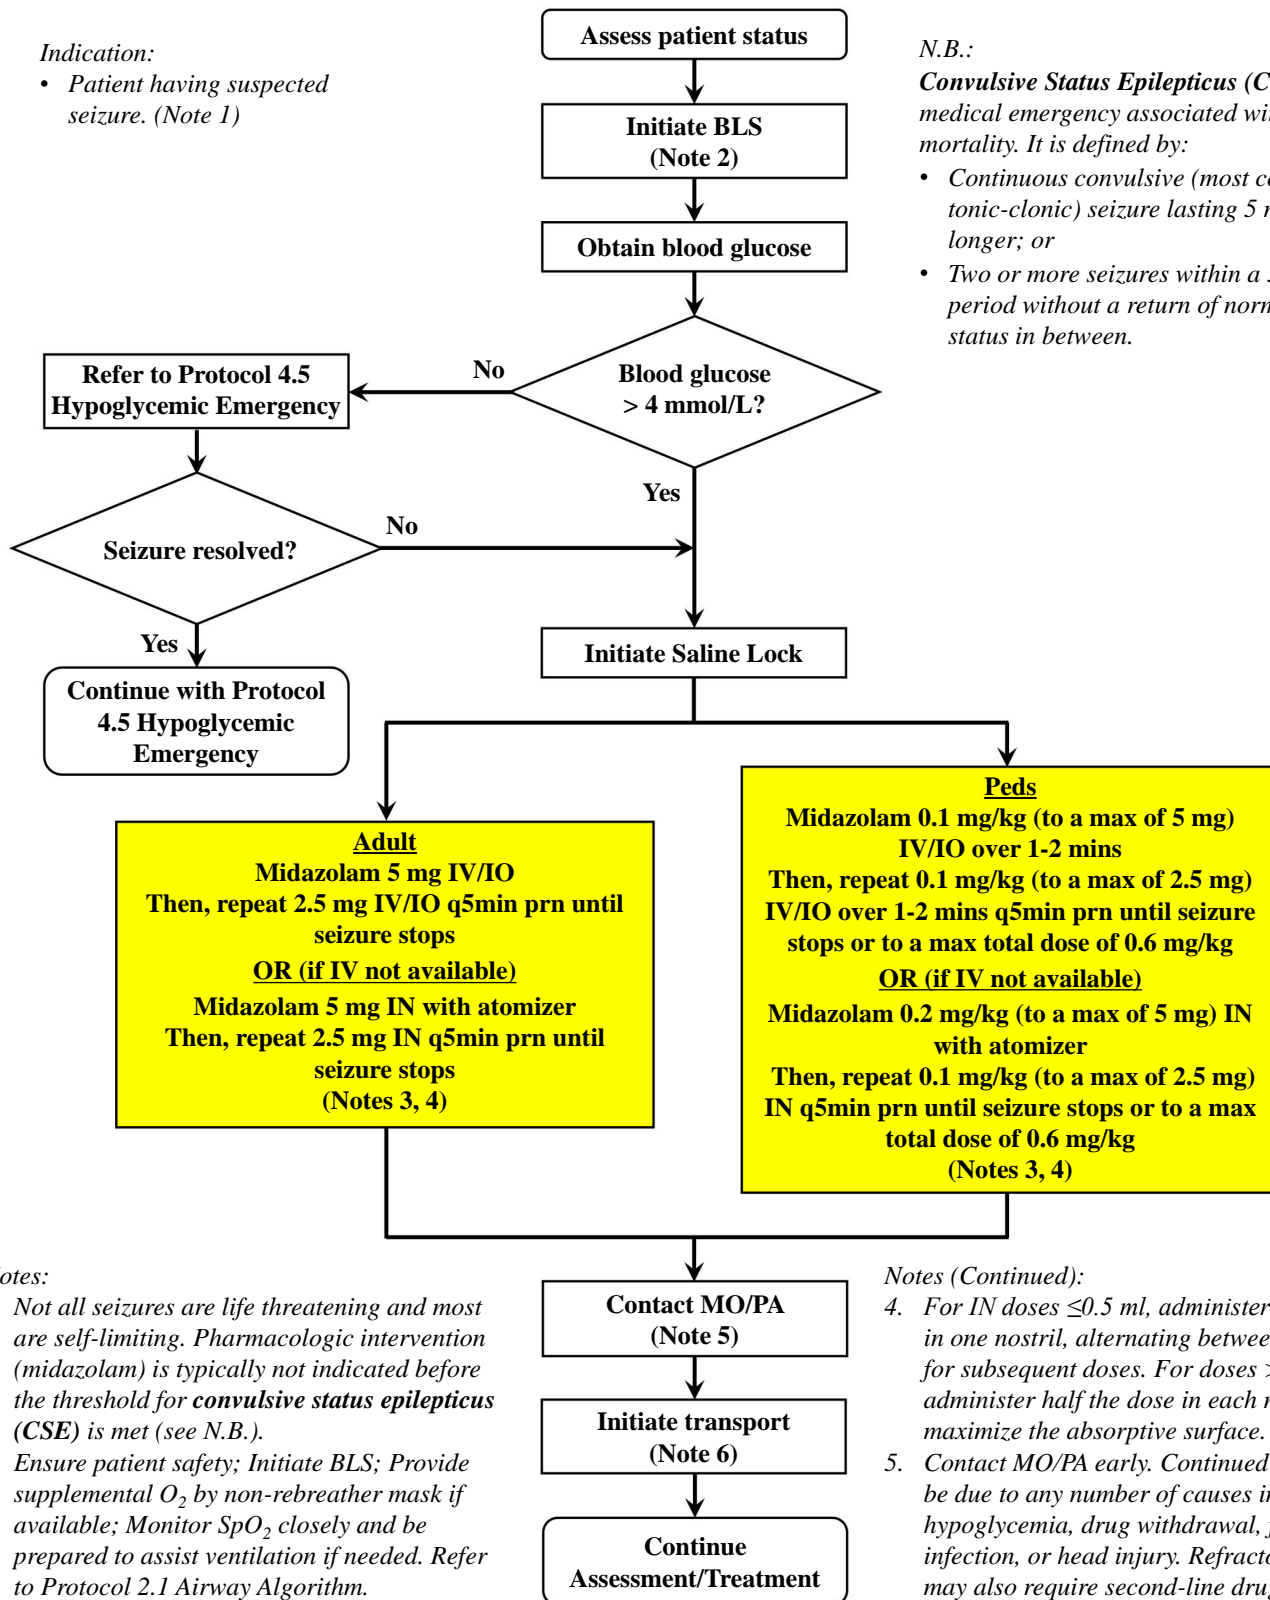 Indication:
• Patient having suspected
seizure. (Note 1)
Assess patient status
N.B.:
Convulsive Status Epilepticus (C
medical emergency associated wi
mortality. It is defined by:
• Continuous convulsive (most c
tonic-clonic) seizure lasting 5
longer; or
• Two or more seizures within a
period without a return of nor
status in between.
Initiate BLS
(Note 2)
Obtain blood glucose
Blood glucose
> 4 mmol/L?
No
Yes
Refer to Protocol 4.5
Hypoglycemic Emergency
Seizure resolved?
No
Yes
Continue with Protocol
4.5 Hypoglycemic
Emergency
Initiate Saline Lock
Adult
Midazolam 5 mg IV/IO
Then, repeat 2.5 mg IV/IO q5min prn until
seizure stops
OR (if IV not available)
Midazolam 5 mg IN with atomizer
Then, repeat 2.5 mg IN q5min prn until
seizure stops
(Notes 3, 4)
Peds
Midazolam 0.1 mg/kg (to a max of 5 mg)
IV/IO over 1-2 mins
Then, repeat 0.1 mg/kg (to a max of 2.5 mg)
IV/IO over 1-2 mins q5min prn until seizure
stops or to a max total dose of 0.6 mg/kg
OR (if IV not available)
Midazolam 0.2 mg/kg (to a max of 5 mg) IN
with atomizer
Then, repeat 0.1 mg/kg (to a max of 2.5 mg)
IN q5min prn until seizure stops or to a max
total dose of 0.6 mg/kg
(Notes 3, 4)
Contact MO/PA
(Note 5)
Initiate transport
(Note 6)
Continue
Assessment/Treatment
otes:
Not all seizures are life threatening and most
are self-limiting. Pharmacologic intervention
(midazolam) is typically not indicated before
the threshold for convulsive status epilepticus
(CSE) is met (see N.B.).
Ensure patient safety; Initiate BLS; Provide
supplemental O₂ by non-rebreather mask if
available; Monitor SpO₂ closely and be
prepared to assist ventilation if needed. Refer
to Protocol 2.1 Airway Algorithm.
Notes (Continued):
4. For IN doses ≤0.5 ml, administer
in one nostril, alternating betwee
for subsequent doses. For doses >
administer half the dose in each
maximize the absorptive surface.
5. Contact MO/PA early. Continued
be due to any number of causes i
hypoglycemia, drug withdrawal,
infection, or head injury. Refracto
may also require second-line drug